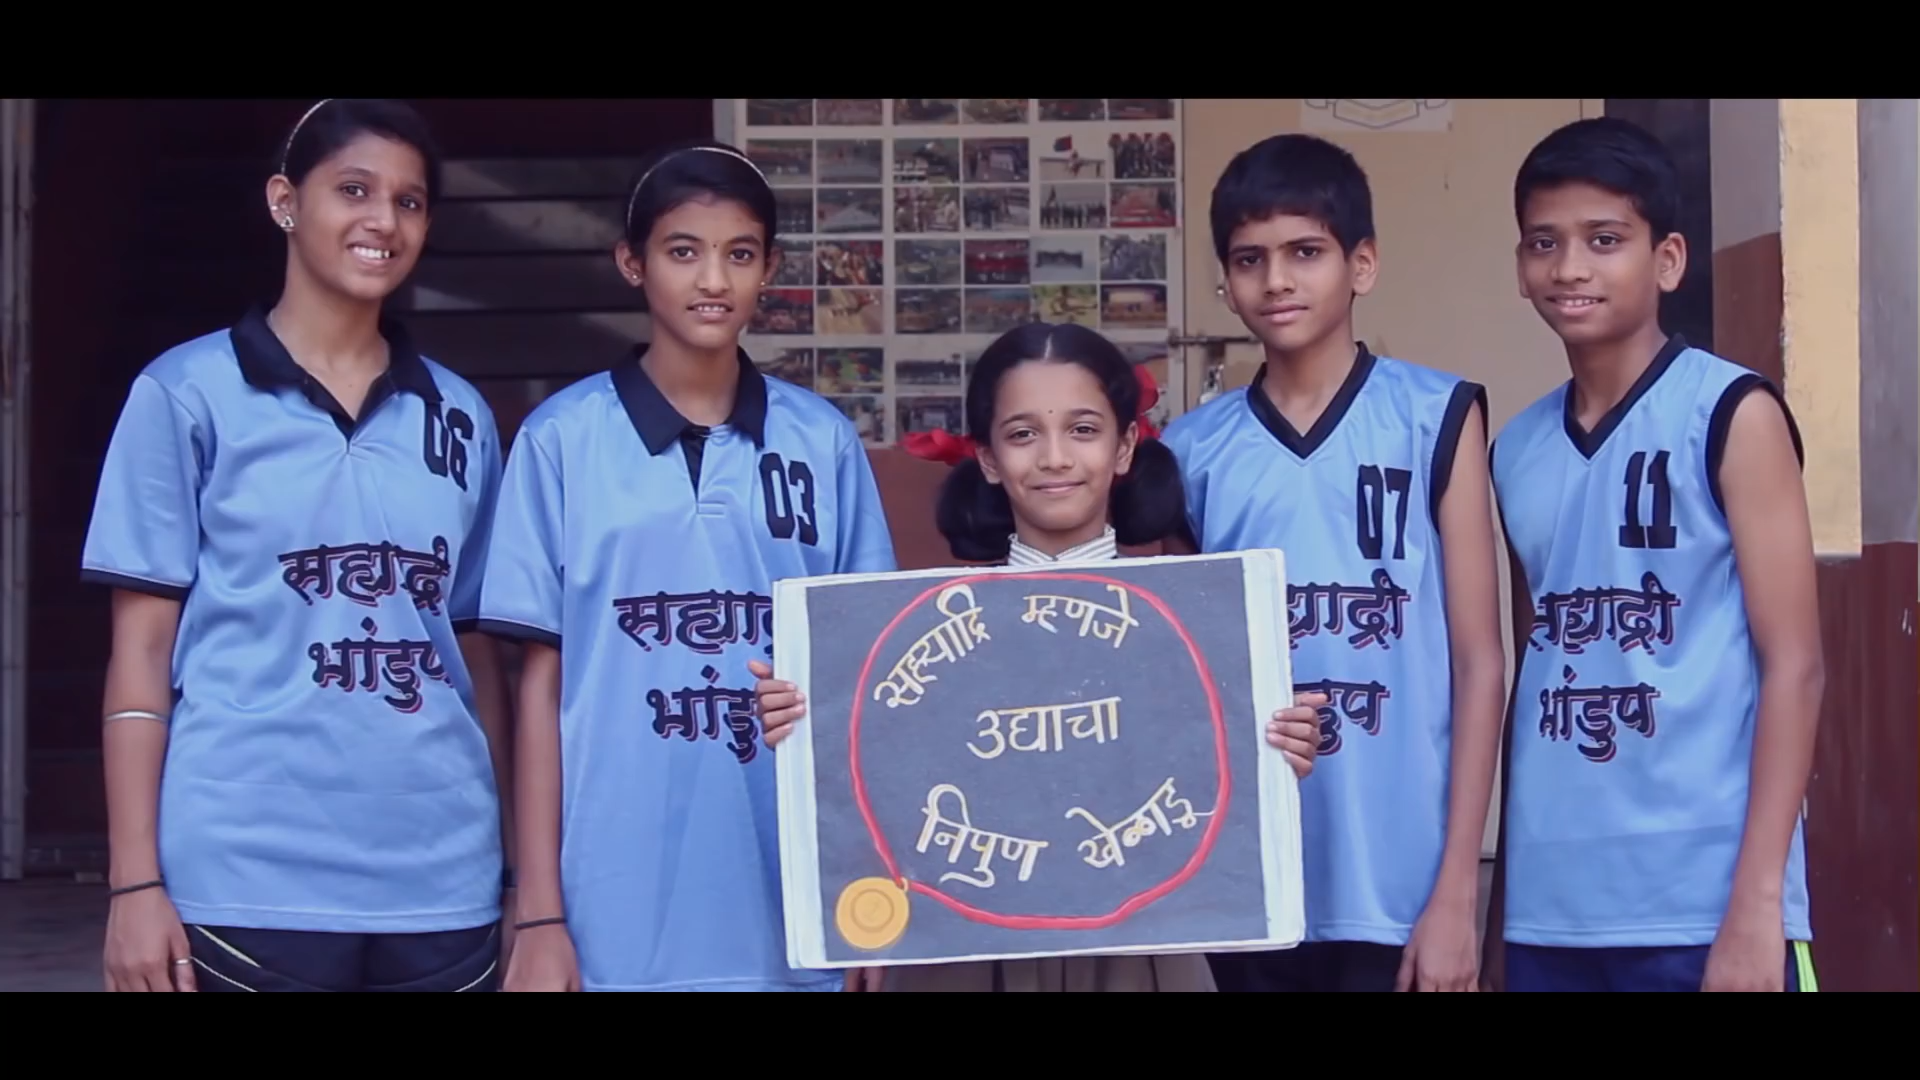 06
सह्याद्री
भांडुप
03
सह्याद्री
भांडुप
सह्याद्रि म्हणजे
उद्याचा
निपुण खेळाडू
07
सह्याद्री
भांडुप
11
सह्याद्री
भांडुप